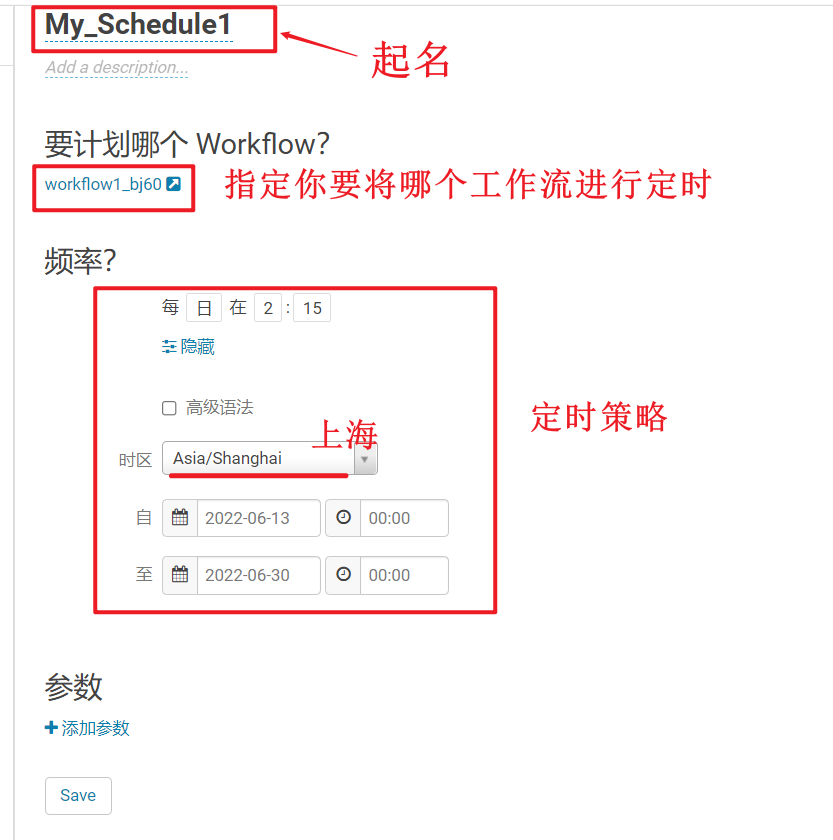 My_Schedule1
起名
Add a description...
要计划哪个 Workflow?
workflow1_bj60
指定你要将哪个工作流进行定时
频率?
每 日 在 2 : 15
隐藏
高级语法
定时策略
上海
时区 Asia/Shanghai
自 2022-06-13 00:00
至 2022-06-30 00:00
参数
添加参数
Save